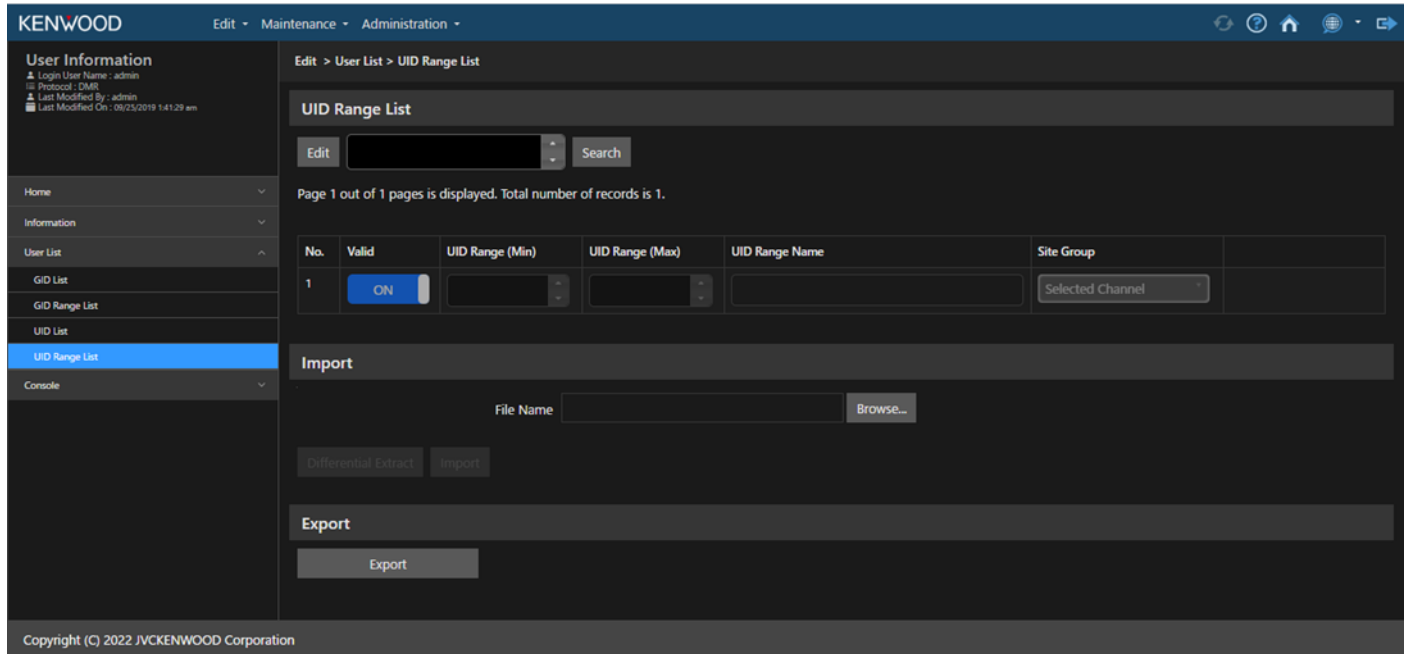 KENWOOD
Edit Maintenance Administration
User Information
Login User Name : admin
Protocol : DMR
Last Modified By : admin
Last Modified On : 09/25/2019 1:41:29 am
Home
Information
User List
GID List
GID Range List
UID List
UID Range List
Console
Edit > User List > UID Range List
UID Range List
Edit Search
Page 1 out of 1 pages is displayed. Total number of records is 1.
No. Valid UID Range (Min) UID Range (Max) UID Range Name Site Group
1 ON Selected Channel
Import
File Name Browse...
Differential Extract Import
Export
Export
Copyright (C) 2022 JVCKENWOOD Corporation